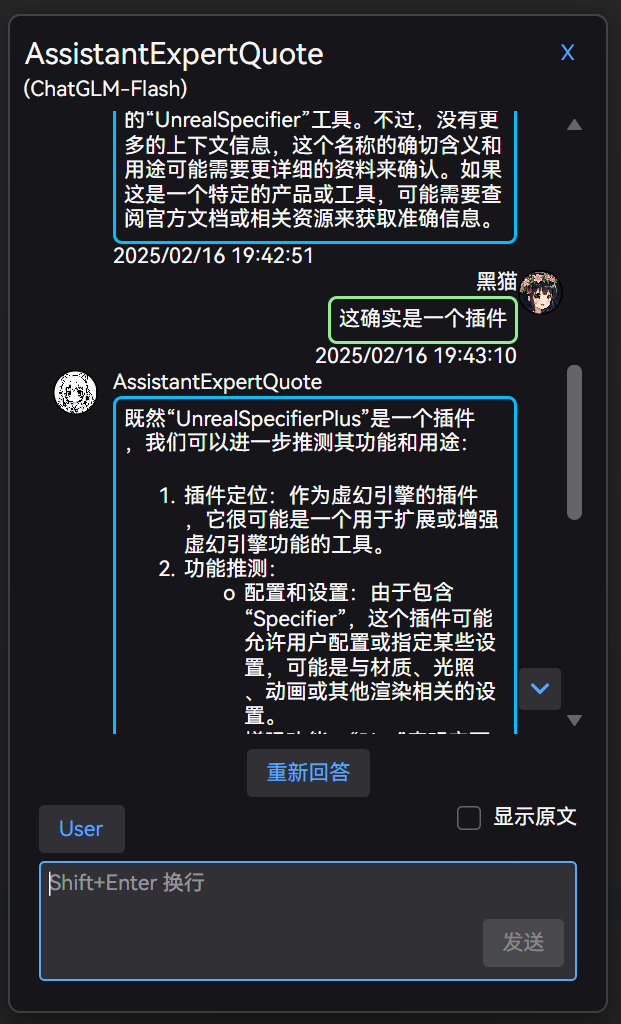 AssistantExpertQuote
X
(ChatGLM-Flash)
的“UnrealSpecifier”工具。不过，没有更
多的上下文信息，这个名称的确切含义和
用途可能需要更详细的资料来确认。如果
这是一个特定的产品或工具，可能需要查
阅官方文档或相关资源来获取准确信息。
2025/02/16 19:42:51
黑猫
这确实是一个插件
2025/02/16 19:43:10
AssistantExpertQuote
既然“UnrealSpecifierPlus”是一个插件
，我们可以进一步推测其功能和用途：
1. 插件定位：作为虚幻引擎的插件
，它很可能是一个用于扩展或增强
虚幻引擎功能的工具。
2. 功能推测：
o 配置和设置：由于包含
“Specifier”，这个插件可能
允许用户配置或指定某些设
置，可能是与材质、光照
、动画或其他渲染相关的设
置。
重新回答
User
显示原文
Shift+Enter 换行
发送